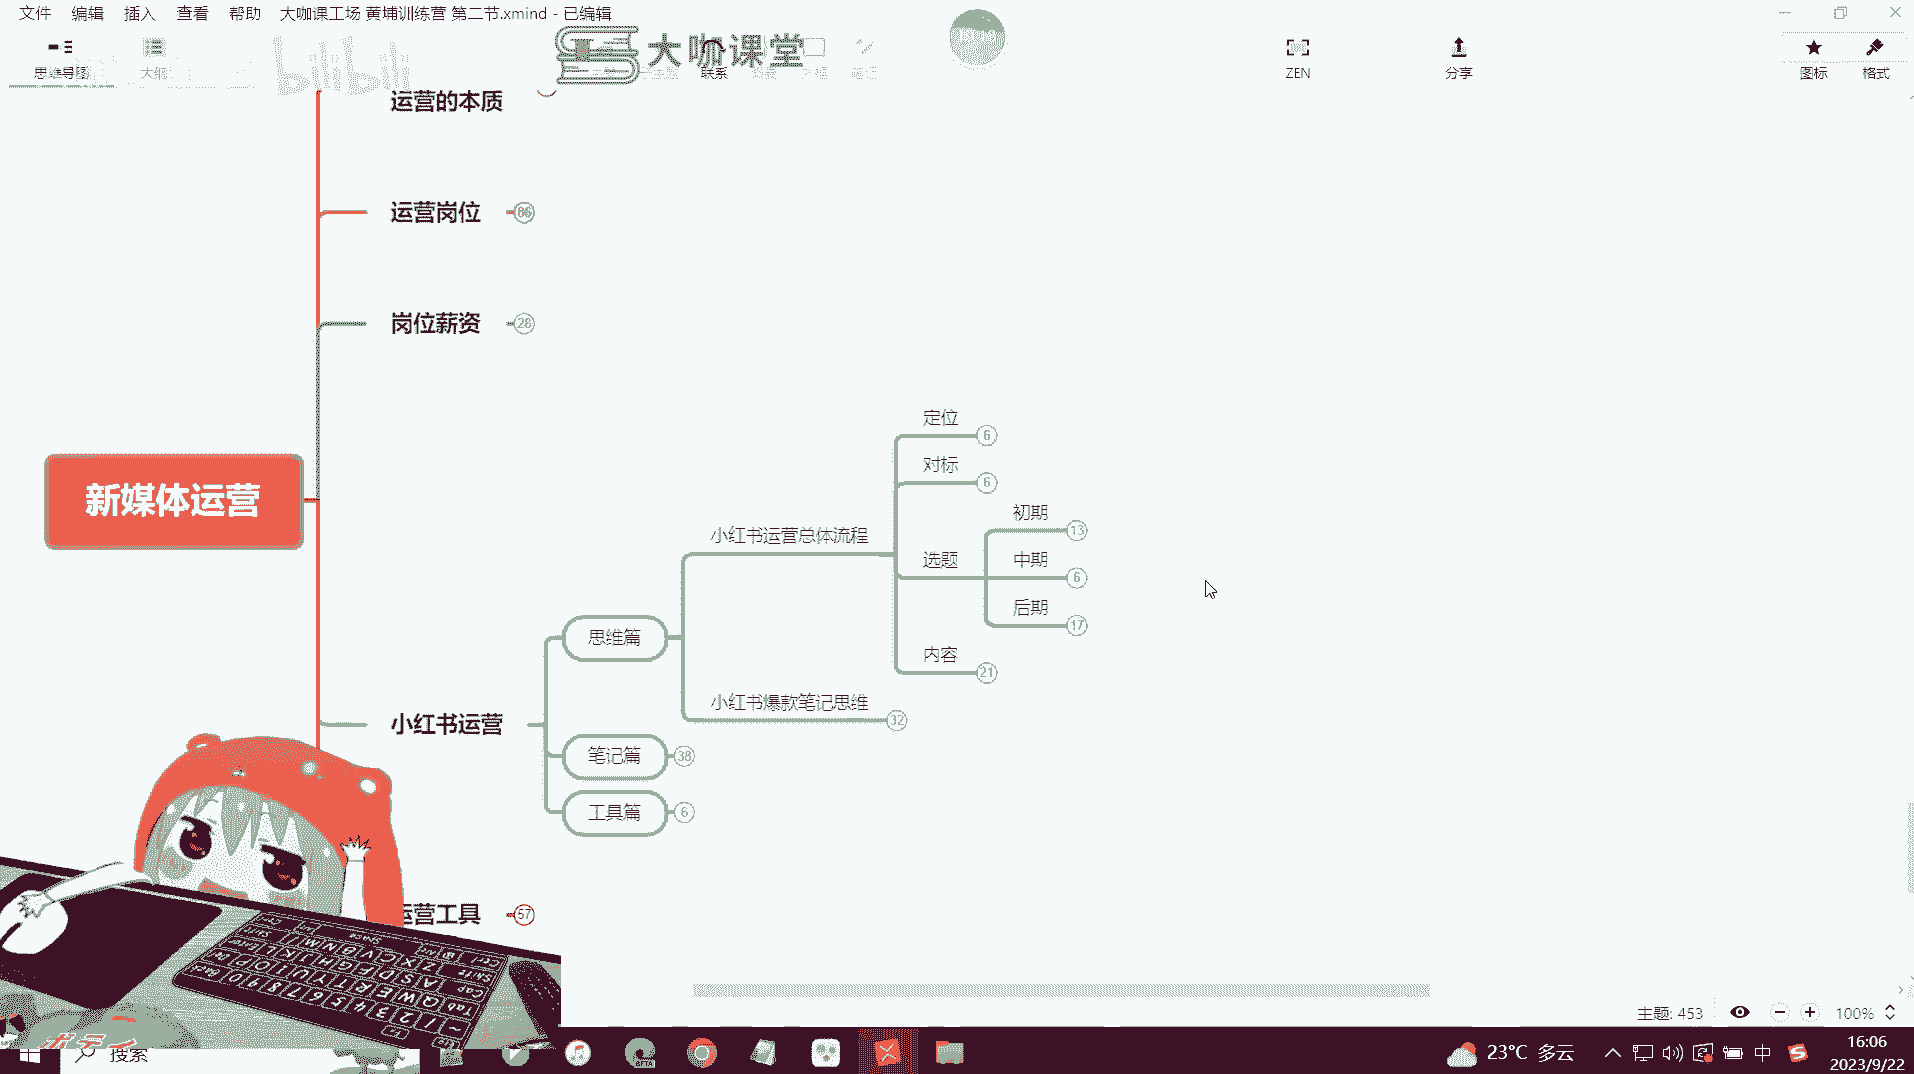 文件 编辑 插入 查看 帮助 大咖课工场 黄埔训练营 第二节.xmind - 已编辑
思维导图 大纲 联系 ZEN 分享 图标 格式
bilibili
大咖课堂
运营的本质
运营岗位 86
岗位薪资 28
新媒体运营
定位 6
对标 6
小红书运营总体流程
选题
初期 13
中期 6
后期 17
内容 21
思维篇
小红书爆款笔记思维 32
小红书运营
笔记篇 38
工具篇 6
运营工具 57
主题: 453 100%
搜索
23°C 多云
中
16:06
2023/9/22